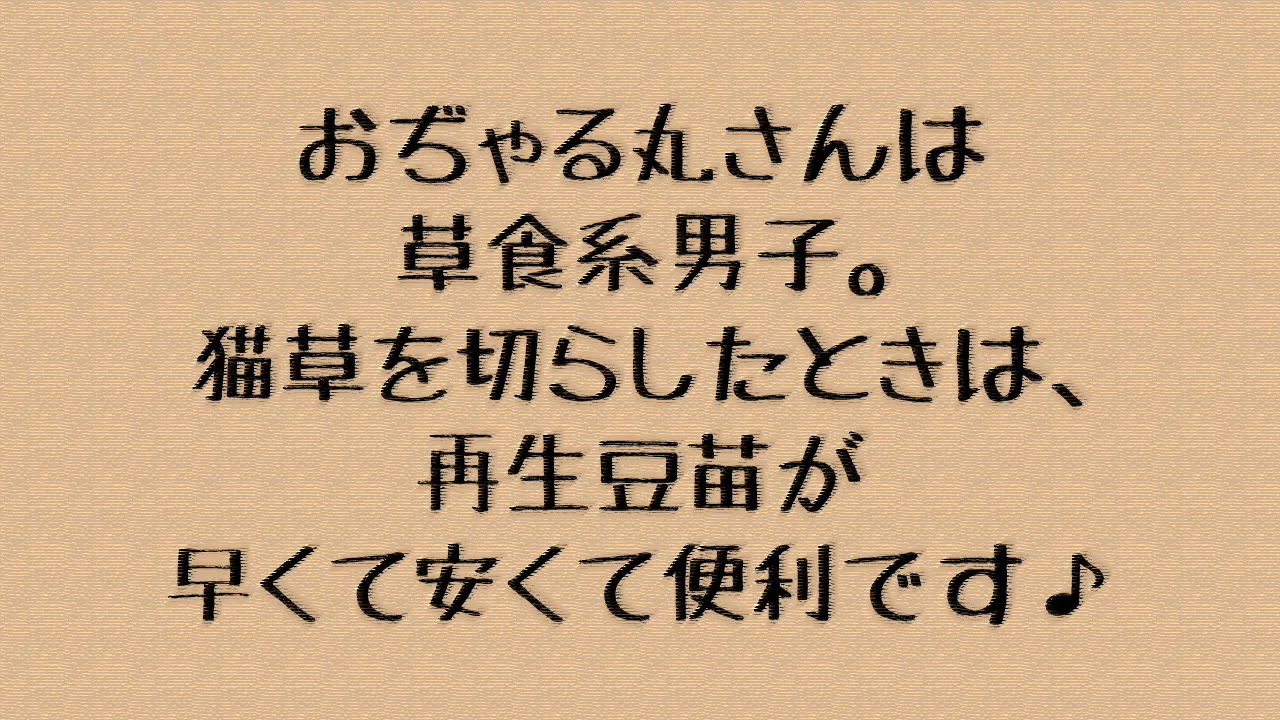 おぢゃる丸さんは
草食系男子。
猫草を切らしたときは、
再生豆苗が
早くて安くて便利です♪